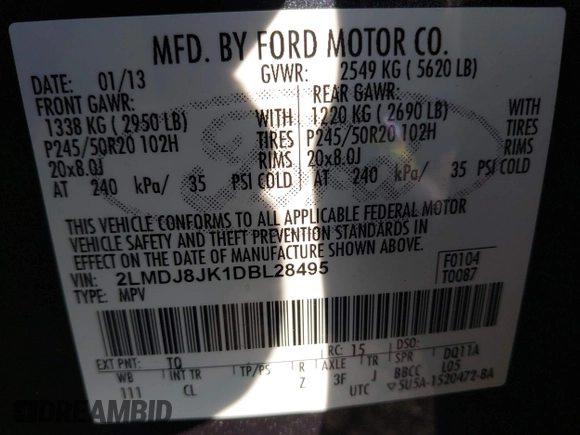 MFD. BY FORD MOTOR CO.
DATE: 01/13 GVWR: 2549 KG ( 5620 LB)
FRONT GAWR: REAR GAWR:
1338 KG ( 2950 LB) WITH 1220 KG ( 2690 LB) WITH
P245/50R20 102H TIRES P245/50R20 102H TIRES
20x8.0J RIMS 20x8.0J RIMS
AT 240 kPa/ 35 PSI COLD AT 240 kPa/ 35 PSI COLD
THIS VEHICLE CONFORMS TO ALL APPLICABLE FEDERAL MOTOR
VEHICLE SAFETY AND THEFT PREVENTION STANDARDS IN
EFFECT ON THE DATE OF MANUFACTURE SHOWN ABOVE.
VIN: 2LMDJ8JK1DBL28495 F0104
TYPE: MPV T0087
EXT PNT: TQ RC: 15 DSO:
WB INT TR TP/PS R AXLE TR SPR DQ11A
111 CL Z 3F J BBCC L05
UTC ▽5U5A-1520472-BA
DREAMBID